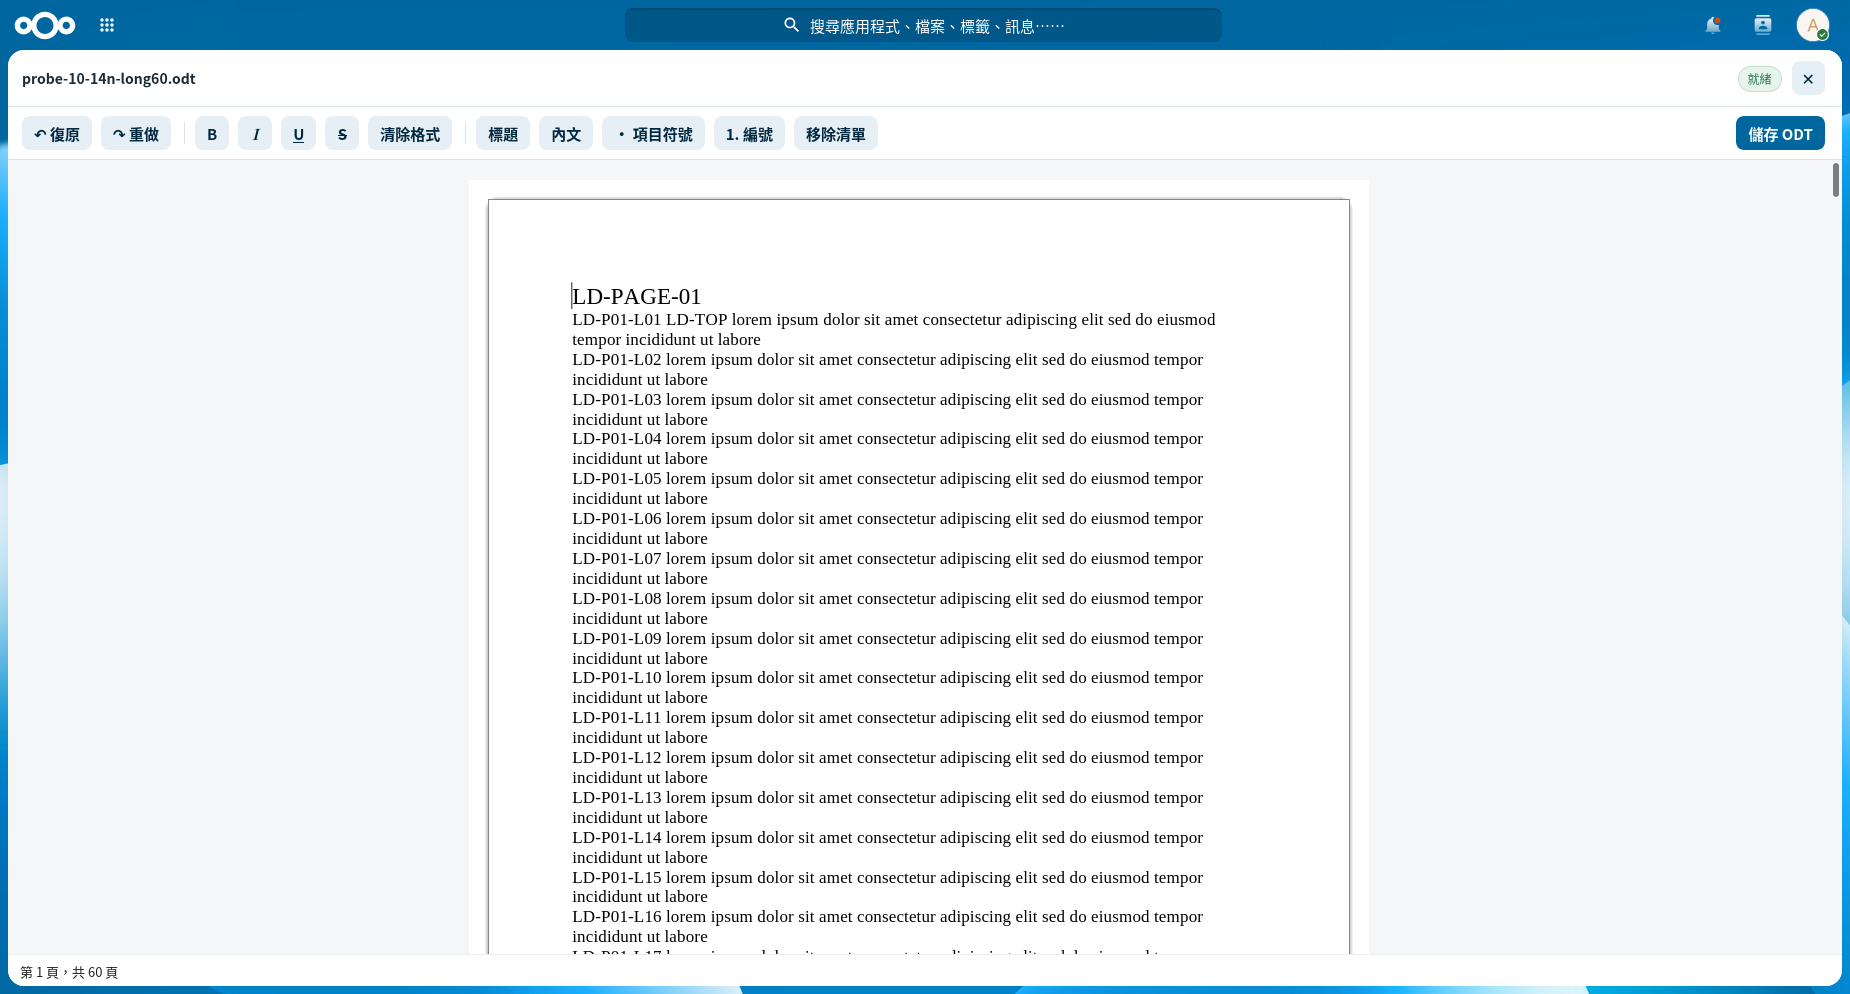 搜尋應用程式、檔案、標籤、訊息……
A
probe-10-14n-long60.odt
就緒
×
↶ 復原 ↷ 重做 B I U S 清除格式 標題 內文 • 項目符號 1. 編號 移除清單 儲存 ODT
LD-PAGE-01
LD-P01-L01 LD-TOP lorem ipsum dolor sit amet consectetur adipiscing elit sed do eiusmod
tempor incididunt ut labore
LD-P01-L02 lorem ipsum dolor sit amet consectetur adipiscing elit sed do eiusmod tempor
incididunt ut labore
LD-P01-L03 lorem ipsum dolor sit amet consectetur adipiscing elit sed do eiusmod tempor
incididunt ut labore
LD-P01-L04 lorem ipsum dolor sit amet consectetur adipiscing elit sed do eiusmod tempor
incididunt ut labore
LD-P01-L05 lorem ipsum dolor sit amet consectetur adipiscing elit sed do eiusmod tempor
incididunt ut labore
LD-P01-L06 lorem ipsum dolor sit amet consectetur adipiscing elit sed do eiusmod tempor
incididunt ut labore
LD-P01-L07 lorem ipsum dolor sit amet consectetur adipiscing elit sed do eiusmod tempor
incididunt ut labore
LD-P01-L08 lorem ipsum dolor sit amet consectetur adipiscing elit sed do eiusmod tempor
incididunt ut labore
LD-P01-L09 lorem ipsum dolor sit amet consectetur adipiscing elit sed do eiusmod tempor
incididunt ut labore
LD-P01-L10 lorem ipsum dolor sit amet consectetur adipiscing elit sed do eiusmod tempor
incididunt ut labore
LD-P01-L11 lorem ipsum dolor sit amet consectetur adipiscing elit sed do eiusmod tempor
incididunt ut labore
LD-P01-L12 lorem ipsum dolor sit amet consectetur adipiscing elit sed do eiusmod tempor
incididunt ut labore
LD-P01-L13 lorem ipsum dolor sit amet consectetur adipiscing elit sed do eiusmod tempor
incididunt ut labore
LD-P01-L14 lorem ipsum dolor sit amet consectetur adipiscing elit sed do eiusmod tempor
incididunt ut labore
LD-P01-L15 lorem ipsum dolor sit amet consectetur adipiscing elit sed do eiusmod tempor
incididunt ut labore
LD-P01-L16 lorem ipsum dolor sit amet consectetur adipiscing elit sed do eiusmod tempor
incididunt ut labore
第 1 頁，共 60 頁